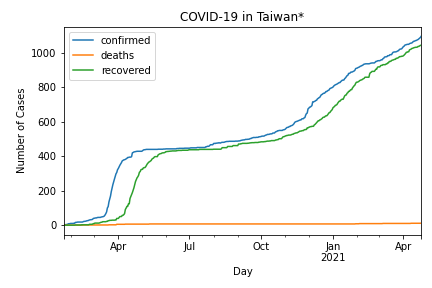 COVID-19 in Taiwan*
confirmed
deaths
recovered
Number of Cases
1000
800
600
400
200
0
Apr Jul Oct Jan Apr
2021
Day